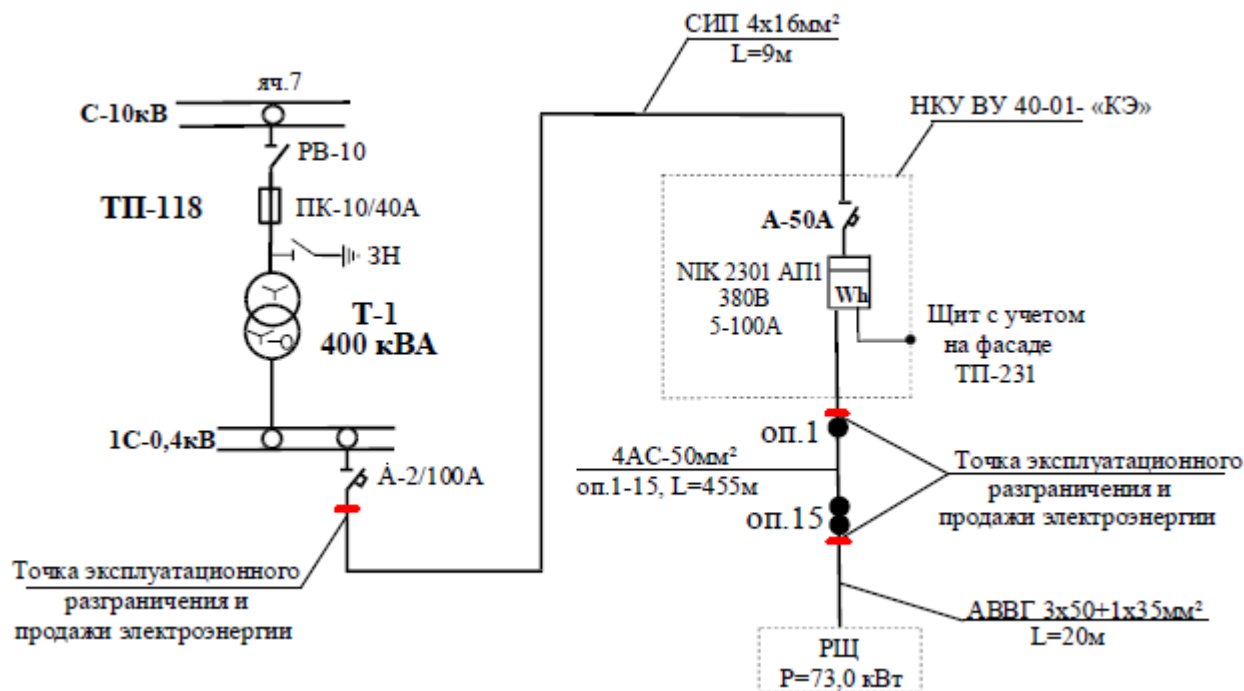 яч.7
С-10кВ
РВ-10
ТП-118
ПК-10/40А
ЗН
Т-1
400 кВА
1С-0,4кВ
А-2/100А
Точка эксплуатационного
разграничения и
продажи электроэнергии
СИП 4х16мм²
L=9м
НКУ ВУ 40-01- «КЭ»
А-50А
NIK 2301 АП1
380В
5-100А
Wh
Щит с учетом
на фасаде
ТП-231
оп.1
4АС-50мм²
оп.1-15, L=455м
оп.15
Точка эксплуатационного
разграничения и
продажи электроэнергии
АВВГ 3х50+1х35мм²
L=20м
РЩ
Р=73,0 кВт